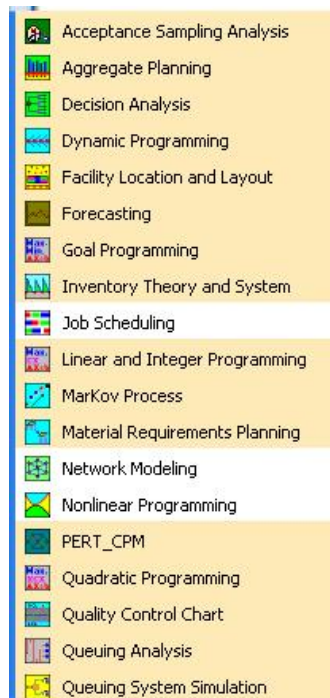 Acceptance Sampling Analysis
Aggregate Planning
Decision Analysis
Dynamic Programming
Facility Location and Layout
Forecasting
Goal Programming
Inventory Theory and System
Job Scheduling
Linear and Integer Programming
MarKov Process
Material Requirements Planning
Network Modeling
Nonlinear Programming
PERT_CPM
Quadratic Programming
Quality Control Chart
Queuing Analysis
Queuing System Simulation